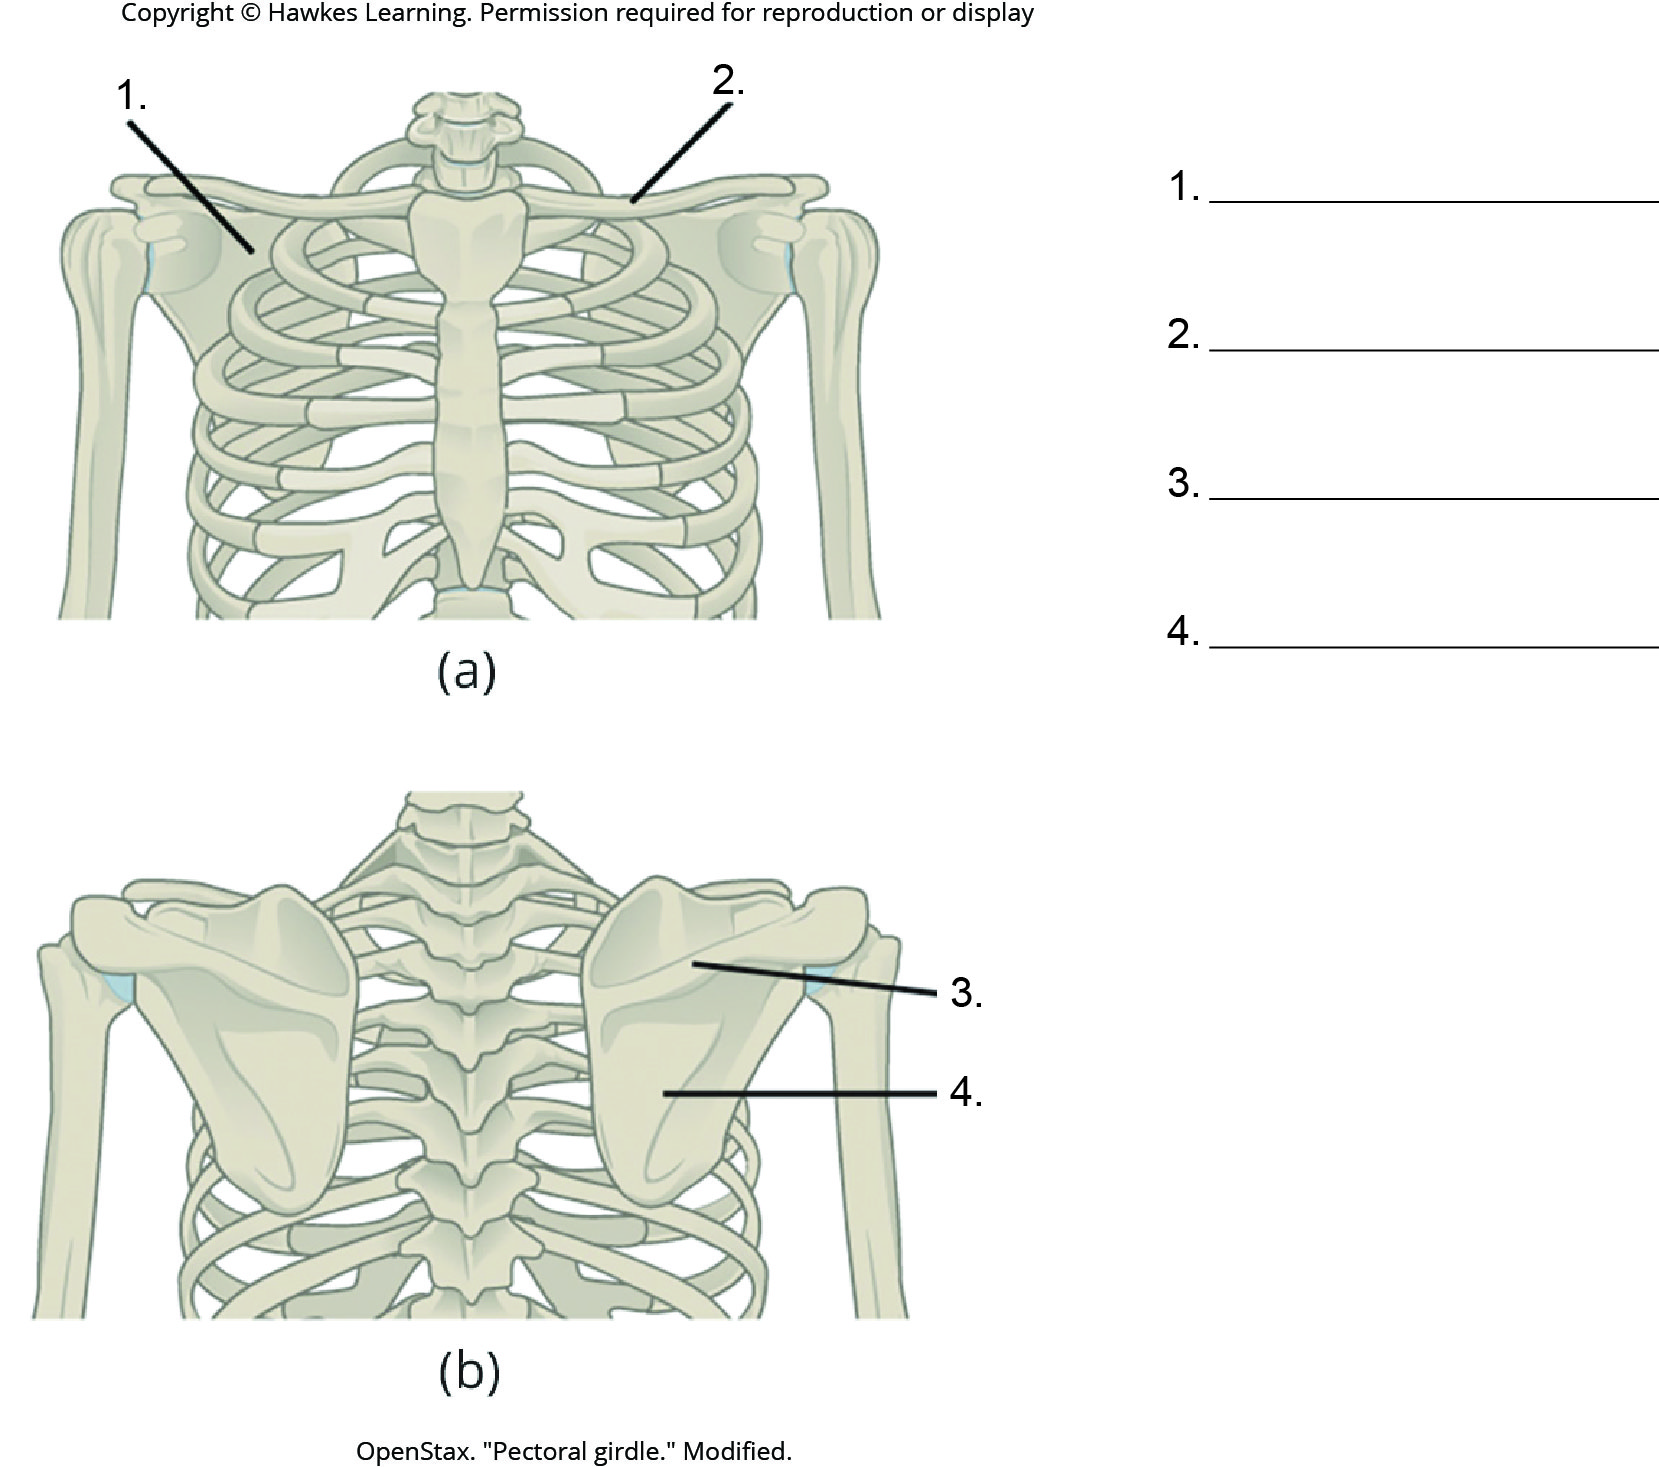 Copyright © Hawkes Learning. Permission required for reproduction or display
1.
2.
1.
2.
3.
4.
(a)
3.
4.
(b)
OpenStax. "Pectoral girdle." Modified.